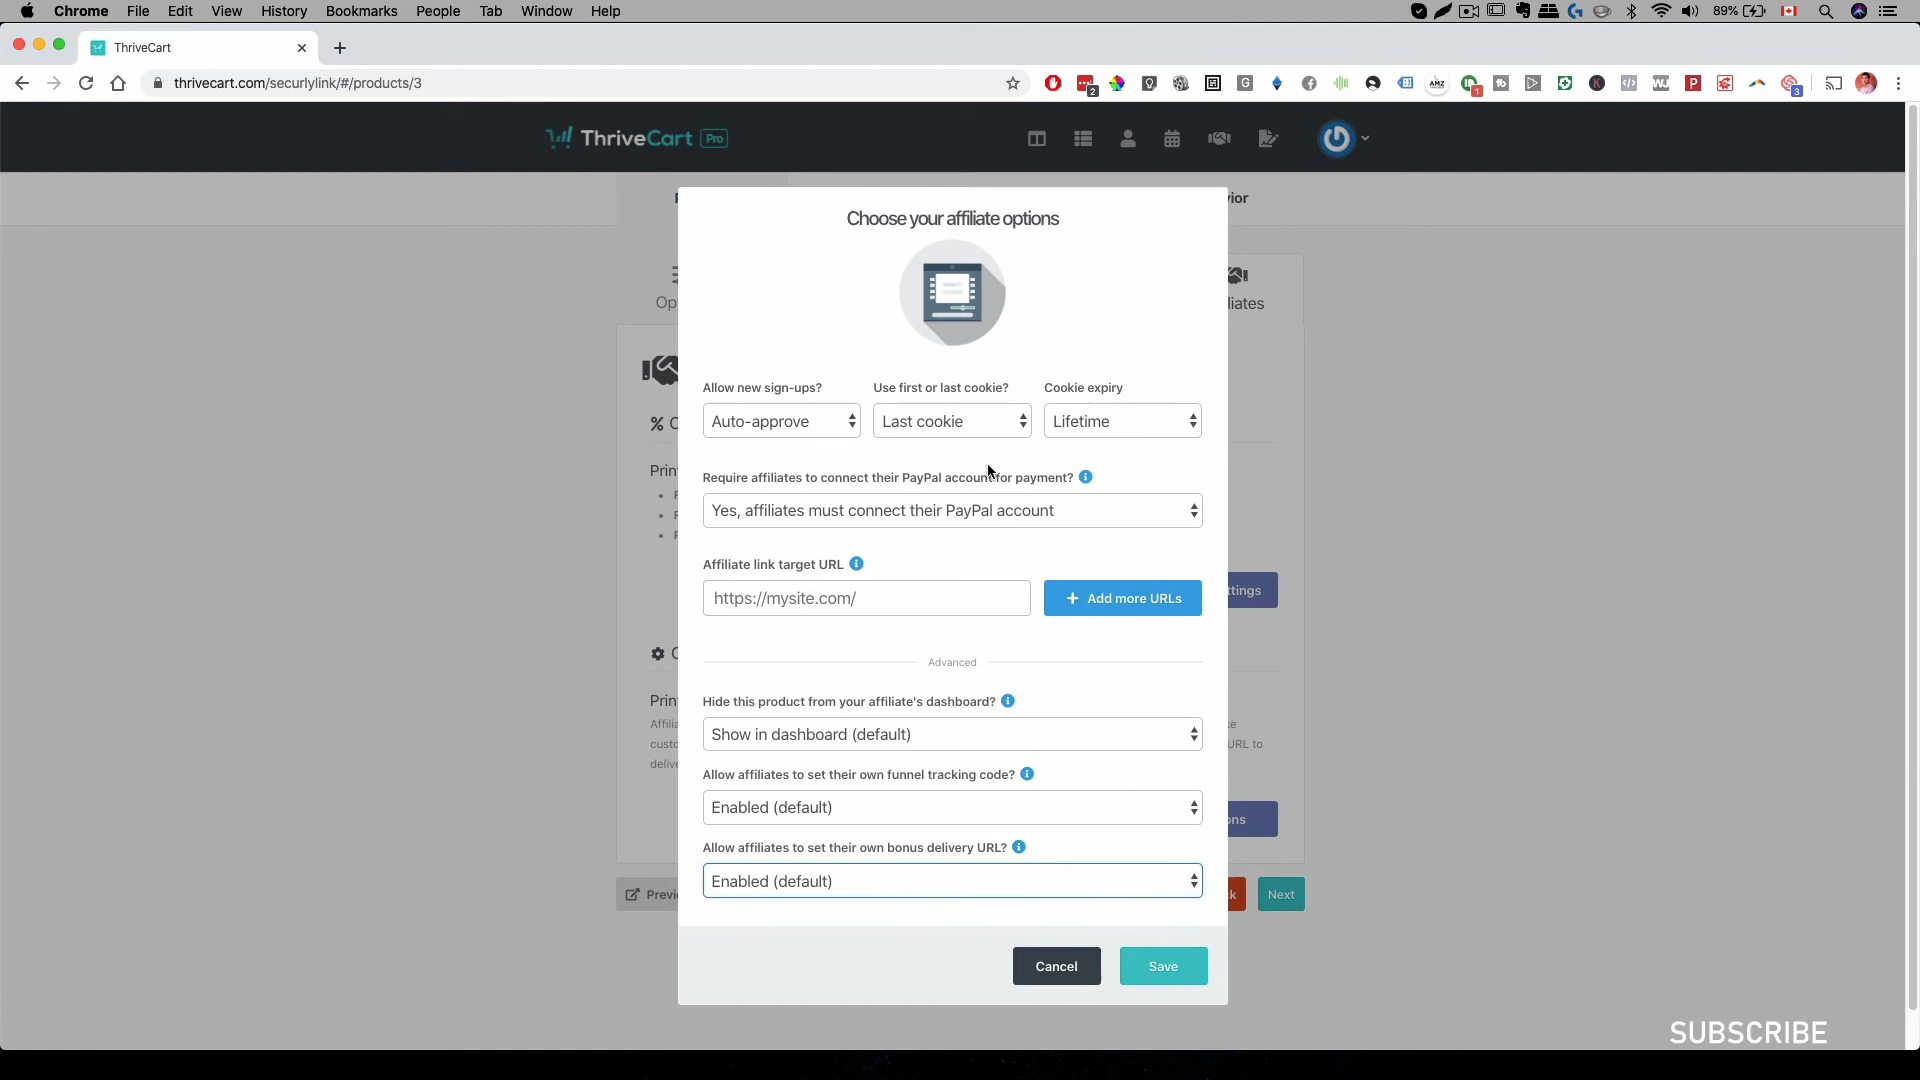 Chrome File Edit View History Bookmarks People Tab Window Help 89%
ThriveCart
thrivecart.com/securlylink/#/products/3
ThriveCart Pro
Choose your affiliate options
Allow new sign-ups? Use first or last cookie? Cookie expiry
Auto-approve Last cookie Lifetime
Require affiliates to connect their PayPal account for payment?
Yes, affiliates must connect their PayPal account
Affiliate link target URL
https://mysite.com/ + Add more URLs
Advanced
Hide this product from your affiliate's dashboard?
Show in dashboard (default)
Allow affiliates to set their own funnel tracking code?
Enabled (default)
Allow affiliates to set their own bonus delivery URL?
Enabled (default)
Next
Cancel Save
SUBSCRIBE